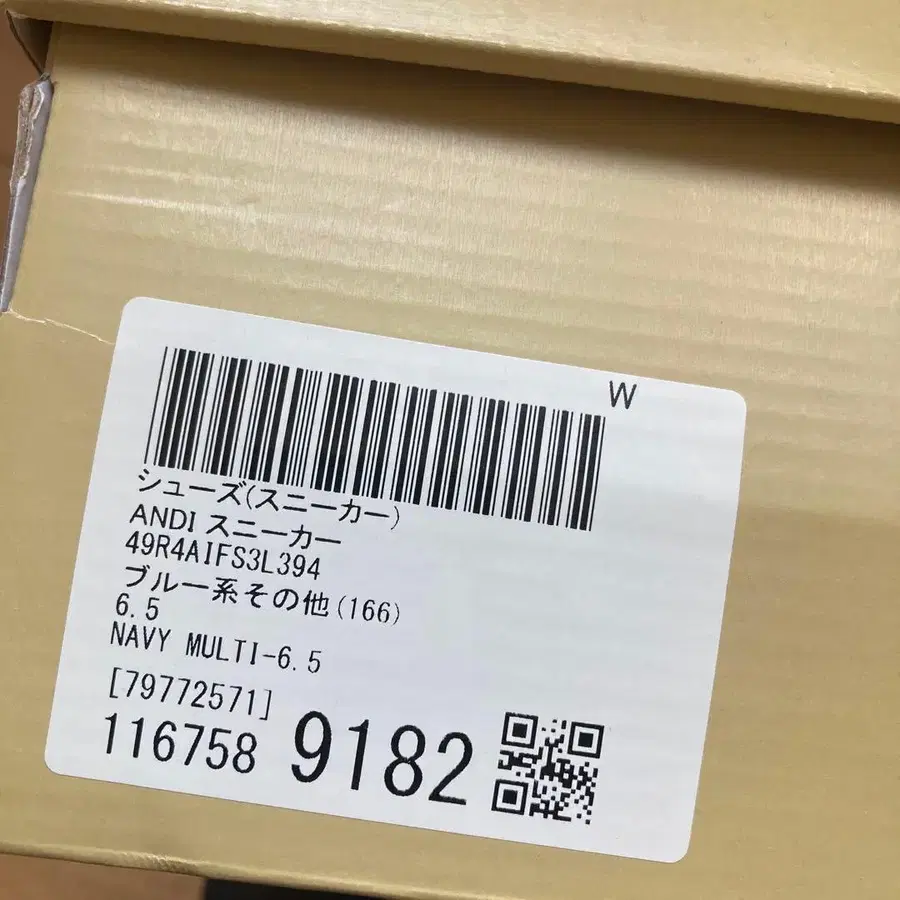 W
シューズ(スニーカー)
ANDI スニーカー
49R4AIFS3L394
ブルー系その他(166)
6.5
NAVY MULTI-6.5
[79772571]
116758 9182